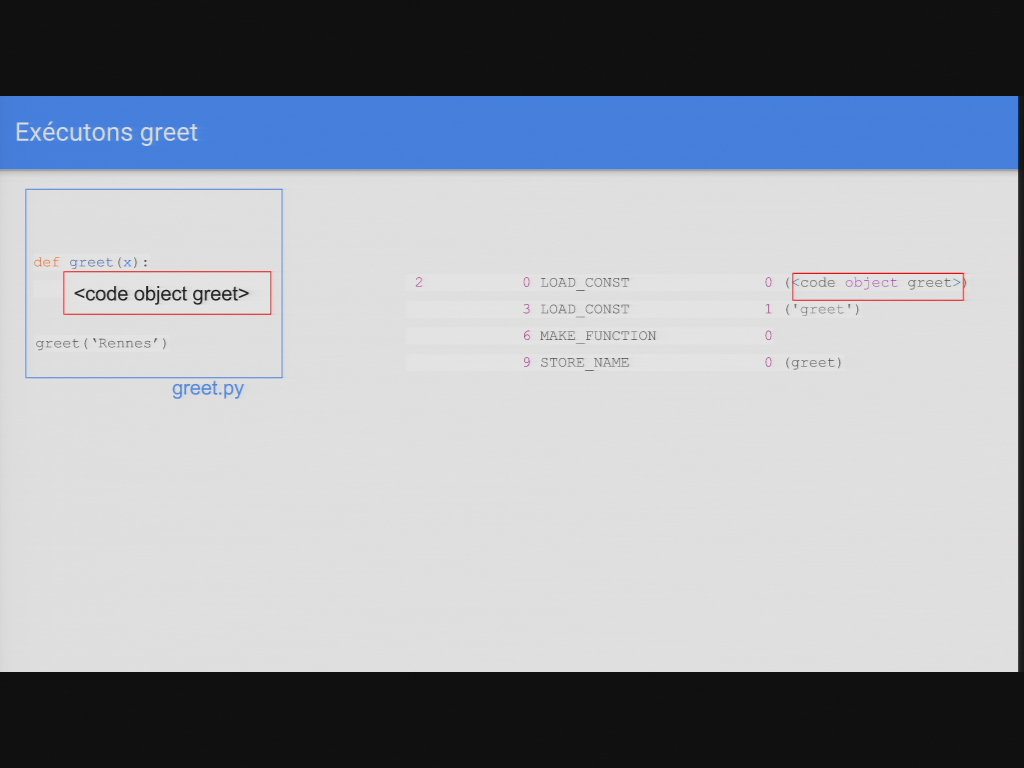 Exécutons greet
def greet(x):
<code object greet>
greet(‘Rennes’)
greet.py
2 0 LOAD_CONST 0 (<code object greet>)
3 LOAD_CONST 1 ('greet')
6 MAKE_FUNCTION 0
9 STORE_NAME 0 (greet)